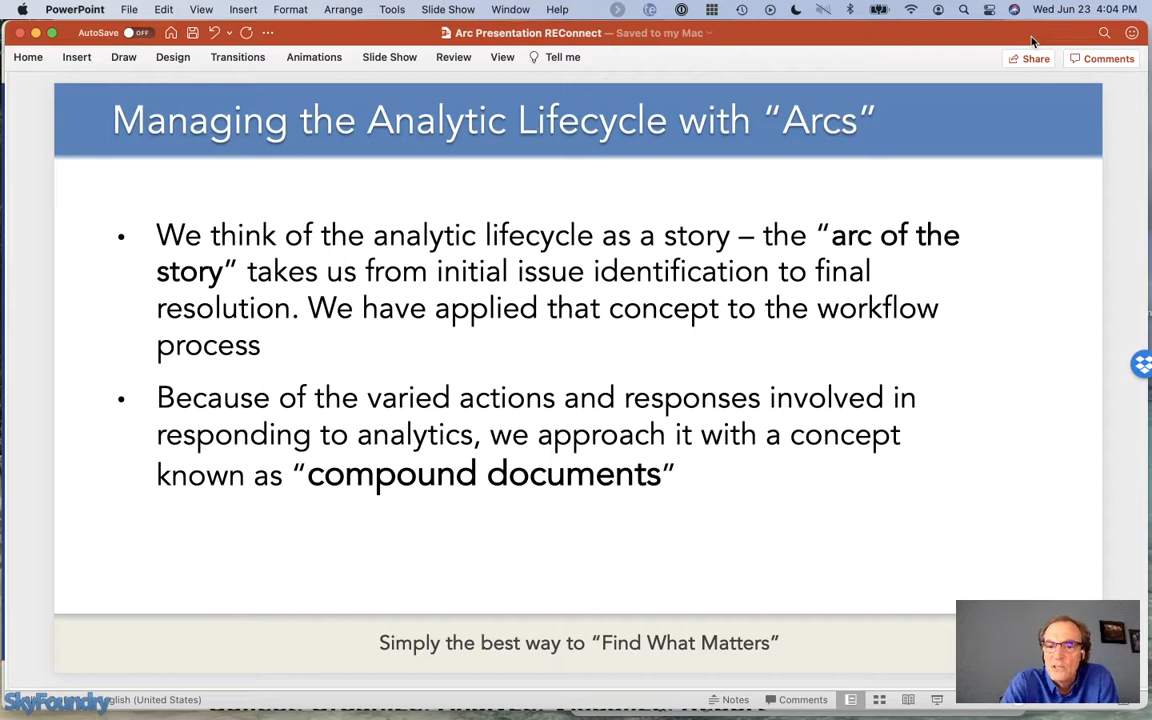 PowerPoint File Edit View Insert Format Arrange Tools Slide Show Window Help Wed Jun 23 4:04 PM
AutoSave OFF Arc Presentation REConnect — Saved to my Mac
Home Insert Draw Design Transitions Animations Slide Show Review View Tell me Share Comments
Managing the Analytic Lifecycle with “Arcs”
• We think of the analytic lifecycle as a story – the “arc of the
story” takes us from initial issue identification to final
resolution. We have applied that concept to the workflow
process
• Because of the varied actions and responses involved in
responding to analytics, we approach it with a concept
known as “compound documents”
Simply the best way to “Find What Matters”
SkyFoundry English (United States) Notes Comments